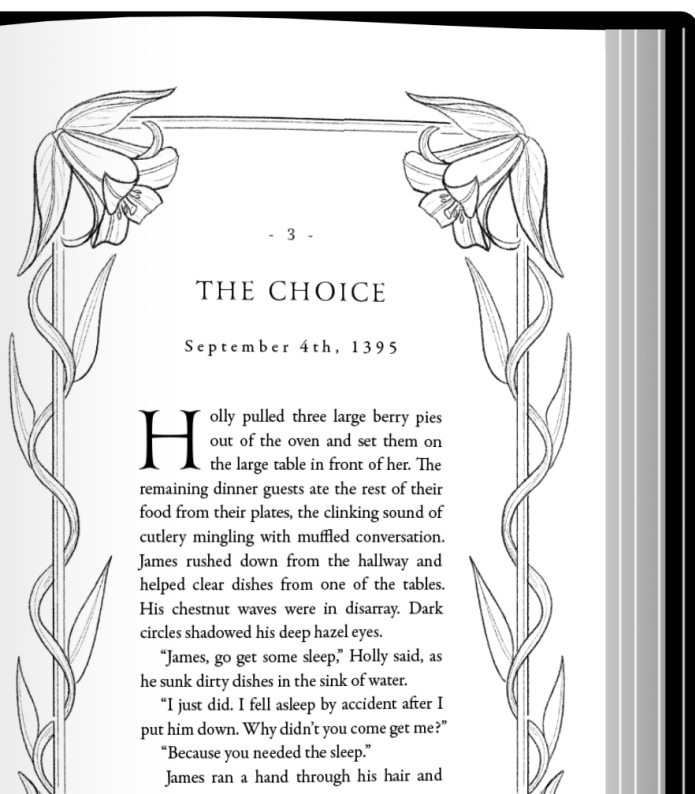 - 3 -
THE CHOICE
September 4th, 1395
Holly pulled three large berry pies
out of the oven and set them on
the large table in front of her. The
remaining dinner guests ate the rest of their
food from their plates, the clinking sound of
cutlery mingling with muffled conversation.
James rushed down from the hallway and
helped clear dishes from one of the tables.
His chestnut waves were in disarray. Dark
circles shadowed his deep hazel eyes.
“James, go get some sleep,” Holly said, as
he sunk dirty dishes in the sink of water.
“I just did. I fell asleep by accident after I
put him down. Why didn’t you come get me?”
“Because you needed the sleep.”
James ran a hand through his hair and